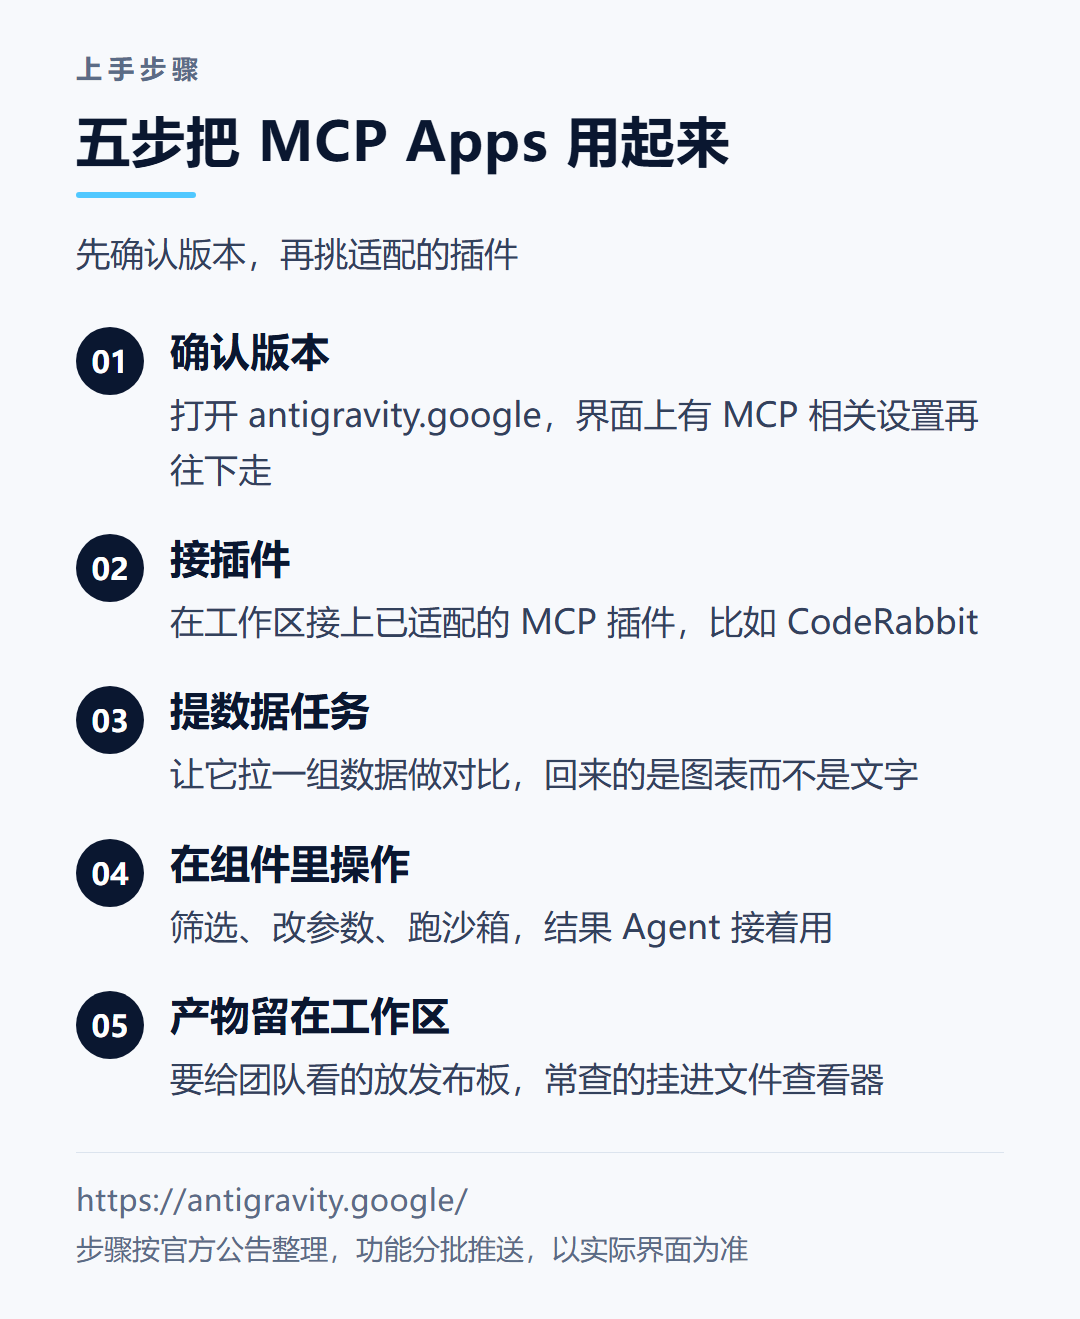 上手步骤
五步把 MCP Apps 用起来
先确认版本，再挑适配的插件
01
确认版本
打开 antigravity.google，界面上有 MCP 相关设置再
往下走
02
接插件
在工作区接上已适配的 MCP 插件，比如 CodeRabbit
03
提数据任务
让它拉一组数据做对比，回来的是图表而不是文字
04
在组件里操作
筛选、改参数、跑沙箱，结果 Agent 接着用
05
产物留在工作区
要给团队看的放发布板，常查的挂进文件查看器
https://antigravity.google/
步骤按官方公告整理，功能分批推送，以实际界面为准